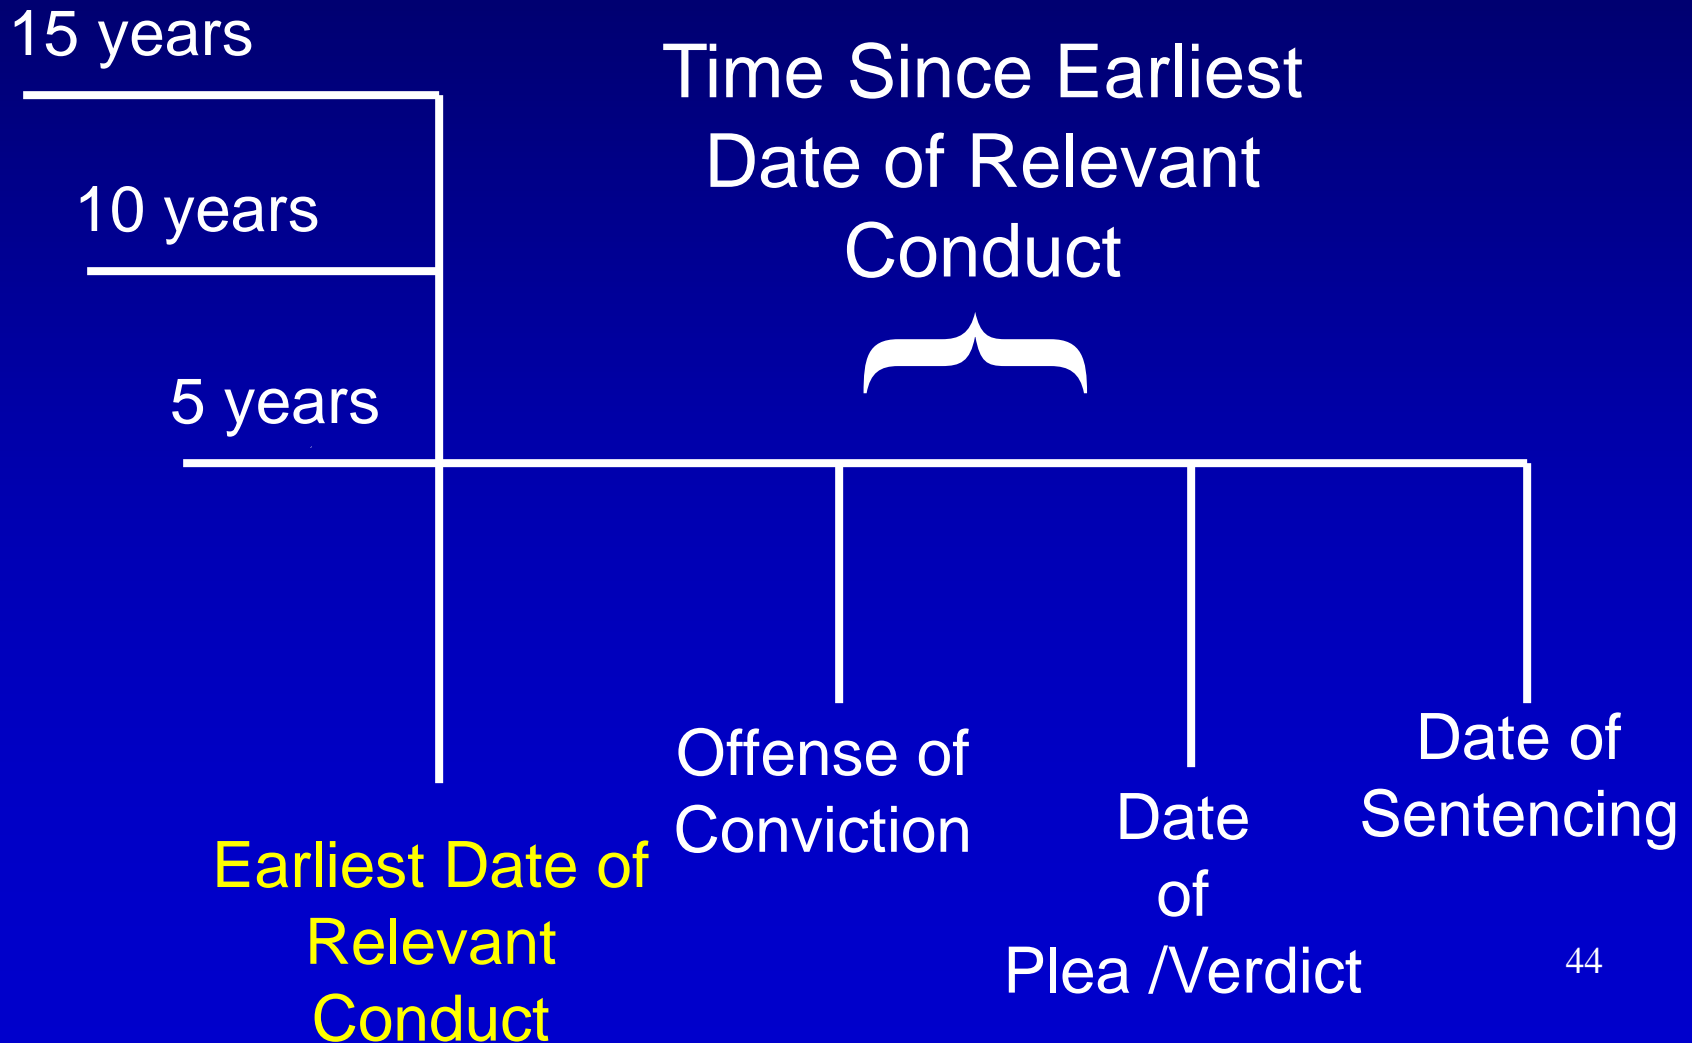 15 years
Time Since Earliest
Date of Relevant
Conduct
10 years
5 years
Offense of
Conviction
Date of
Sentencing
Date
of
Plea /Verdict
Earliest Date of
Relevant
Conduct
44